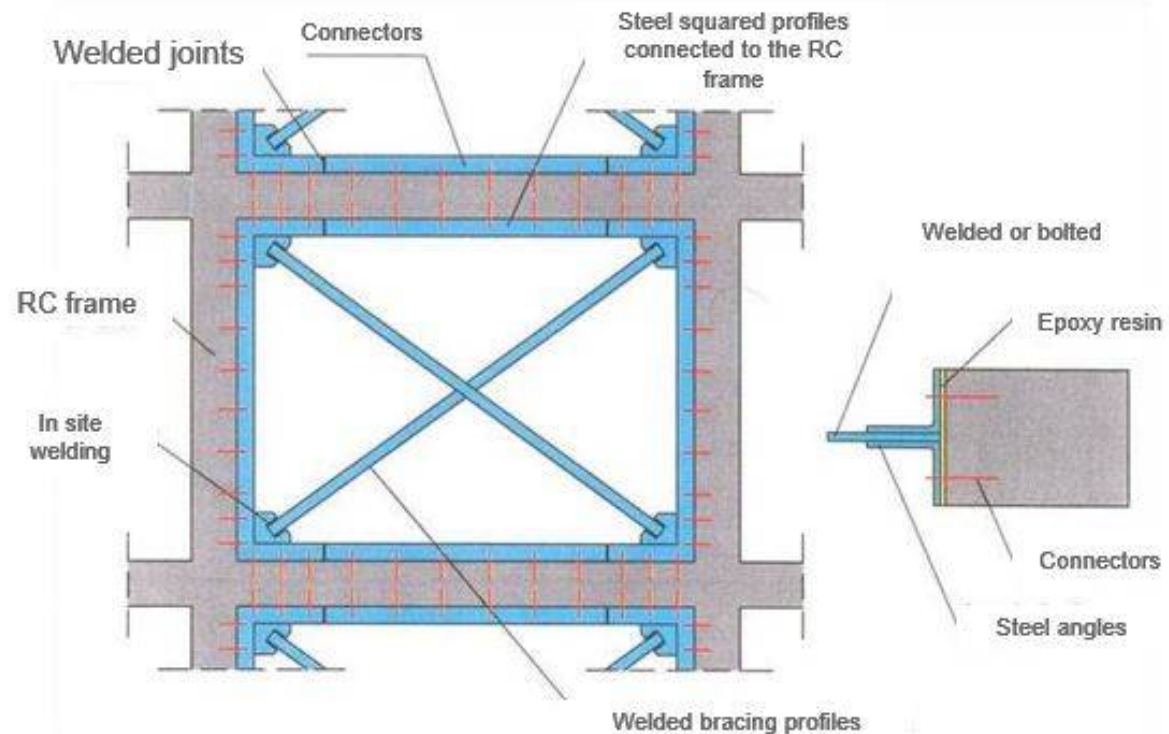 Welded joints
Connectors
Steel squared profiles
connected to the RC
frame
Welded or bolted
RC frame
Epoxy resin
In site
welding
Connectors
Steel angles
Welded bracing profiles